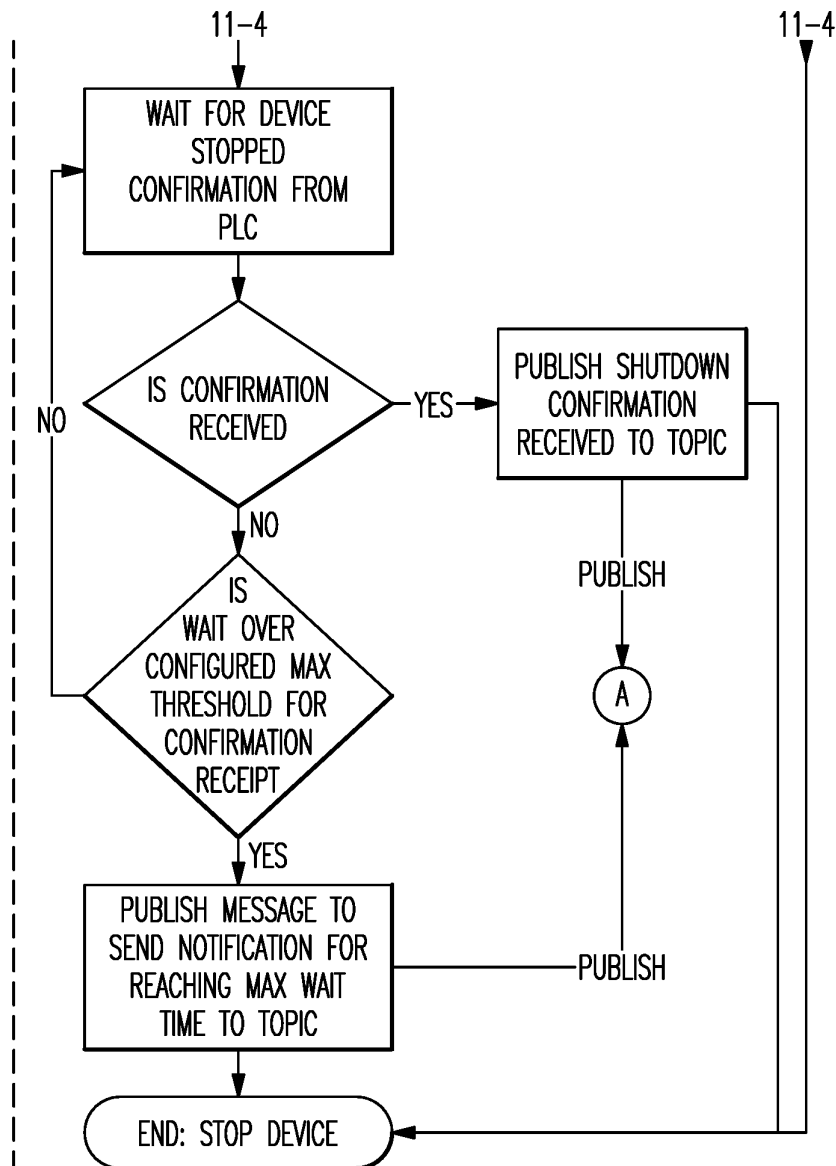 11-4
11-4
WAIT FOR DEVICE
STOPPED
CONFIRMATION FROM
PLC
IS CONFIRMATION
RECEIVED
YES
PUBLISH SHUTDOWN
CONFIRMATION
RECEIVED TO TOPIC
NO
NO
PUBLISH
IS
WAIT OVER
CONFIGURED MAX
THRESHOLD FOR
CONFIRMATION
RECEIPT
A
YES
PUBLISH MESSAGE TO
SEND NOTIFICATION FOR
REACHING MAX WAIT
TIME TO TOPIC
PUBLISH
END: STOP DEVICE